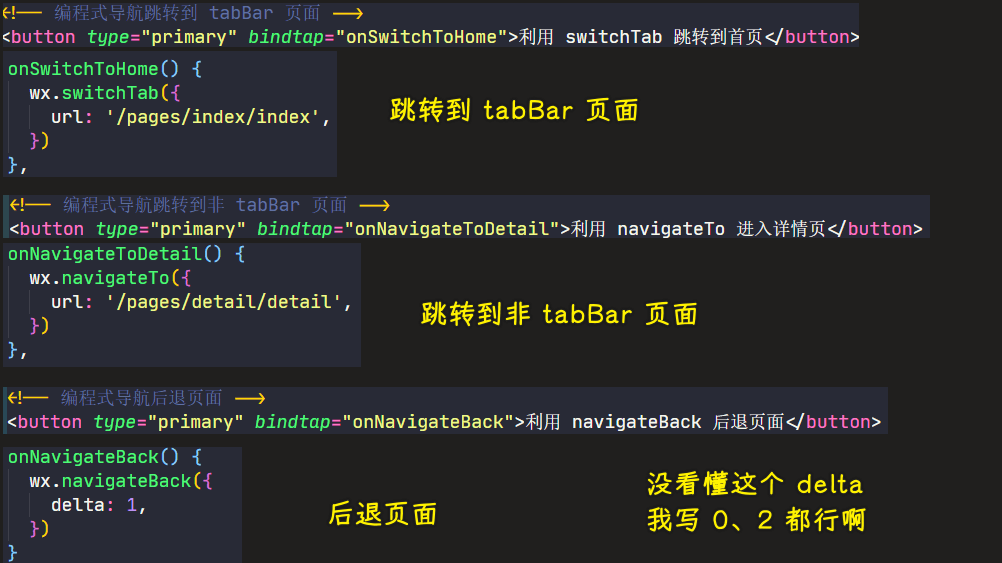 <!-- 编程式导航跳转到 tabBar 页面 -->
<button type="primary" bindtap="onSwitchToHome">利用 switchTab 跳转到首页</button>
onSwitchToHome() {
wx.switchTab({
url: '/pages/index/index',
})
},
跳转到 tabBar 页面
<!-- 编程式导航跳转到非 tabBar 页面 -->
<button type="primary" bindtap="onNavigateToDetail">利用 navigateTo 进入详情页</button>
onNavigateToDetail() {
wx.navigateTo({
url: '/pages/detail/detail',
})
},
跳转到非 tabBar 页面
<!-- 编程式导航后退页面 -->
<button type="primary" bindtap="onNavigateBack">利用 navigateBack 后退页面</button>
onNavigateBack() {
wx.navigateBack({
delta: 1,
})
}
后退页面
没看懂这个 delta
我写 0、2 都行啊